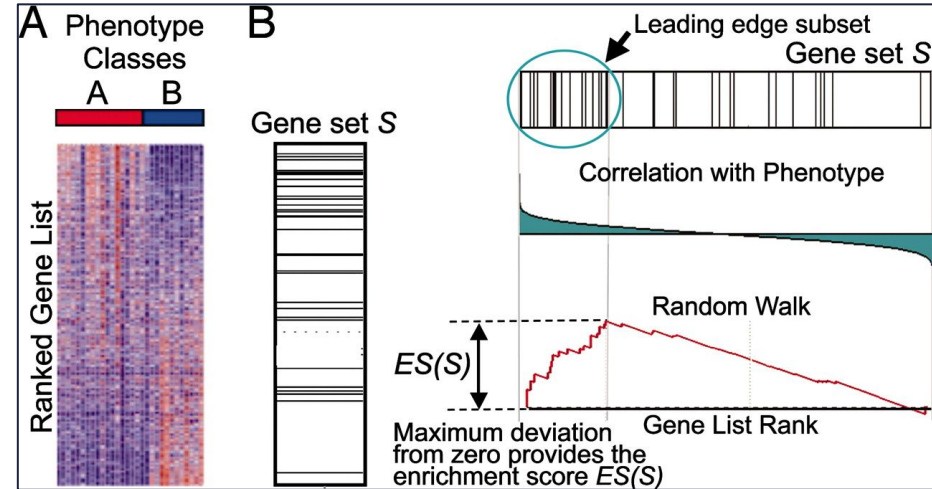 A
Phenotype
Classes
A B
Ranked Gene List
B
Gene set S
Leading edge subset
Gene set S
Correlation with Phenotype
Random Walk
ES(S)
Gene List Rank
Maximum deviation
from zero provides the
enrichment score ES(S)